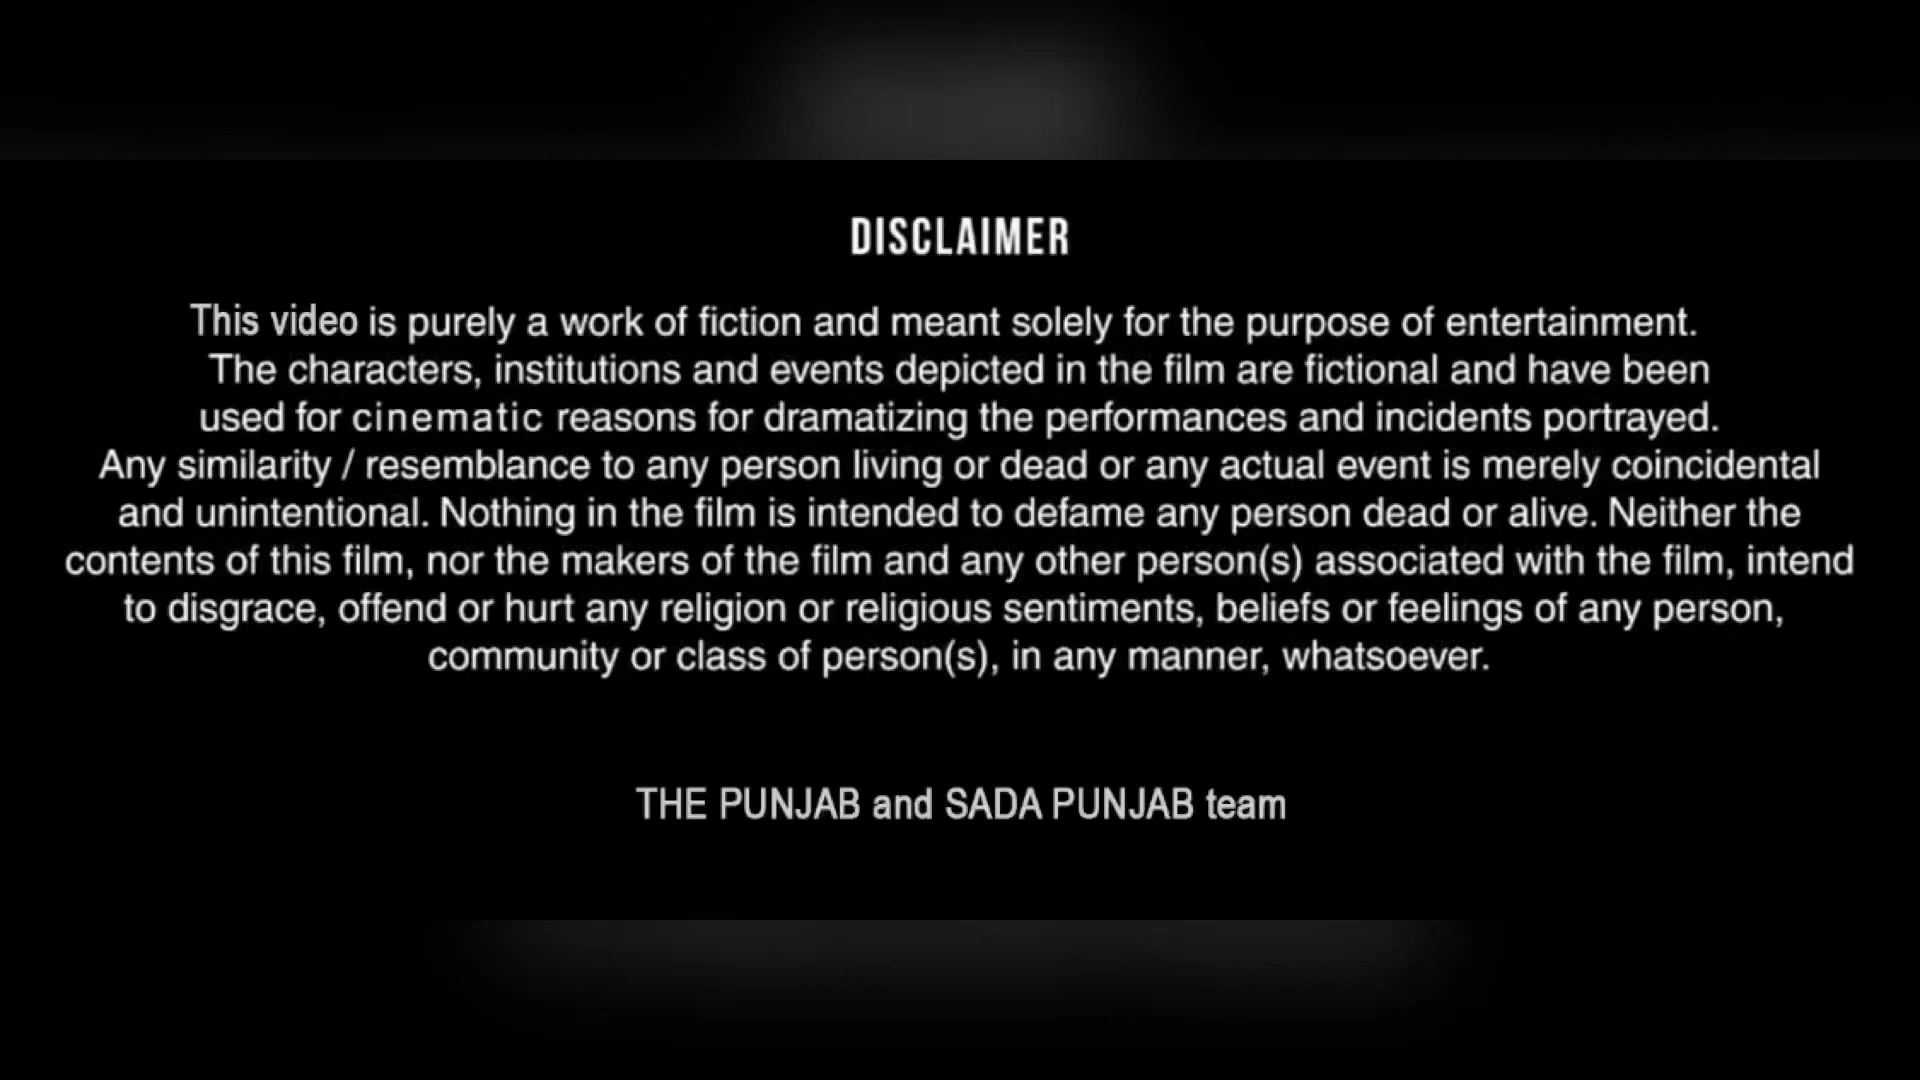 DISCLAIMER
This video is purely a work of fiction and meant solely for the purpose of entertainment.
The characters, institutions and events depicted in the film are fictional and have been
used for cinematic reasons for dramatizing the performances and incidents portrayed.
Any similarity / resemblance to any person living or dead or any actual event is merely coincidental
and unintentional. Nothing in the film is intended to defame any person dead or alive. Neither the
contents of this film, nor the makers of the film and any other person(s) associated with the film, intend
to disgrace, offend or hurt any religion or religious sentiments, beliefs or feelings of any person,
community or class of person(s), in any manner, whatsoever.
THE PUNJAB and SADA PUNJAB team